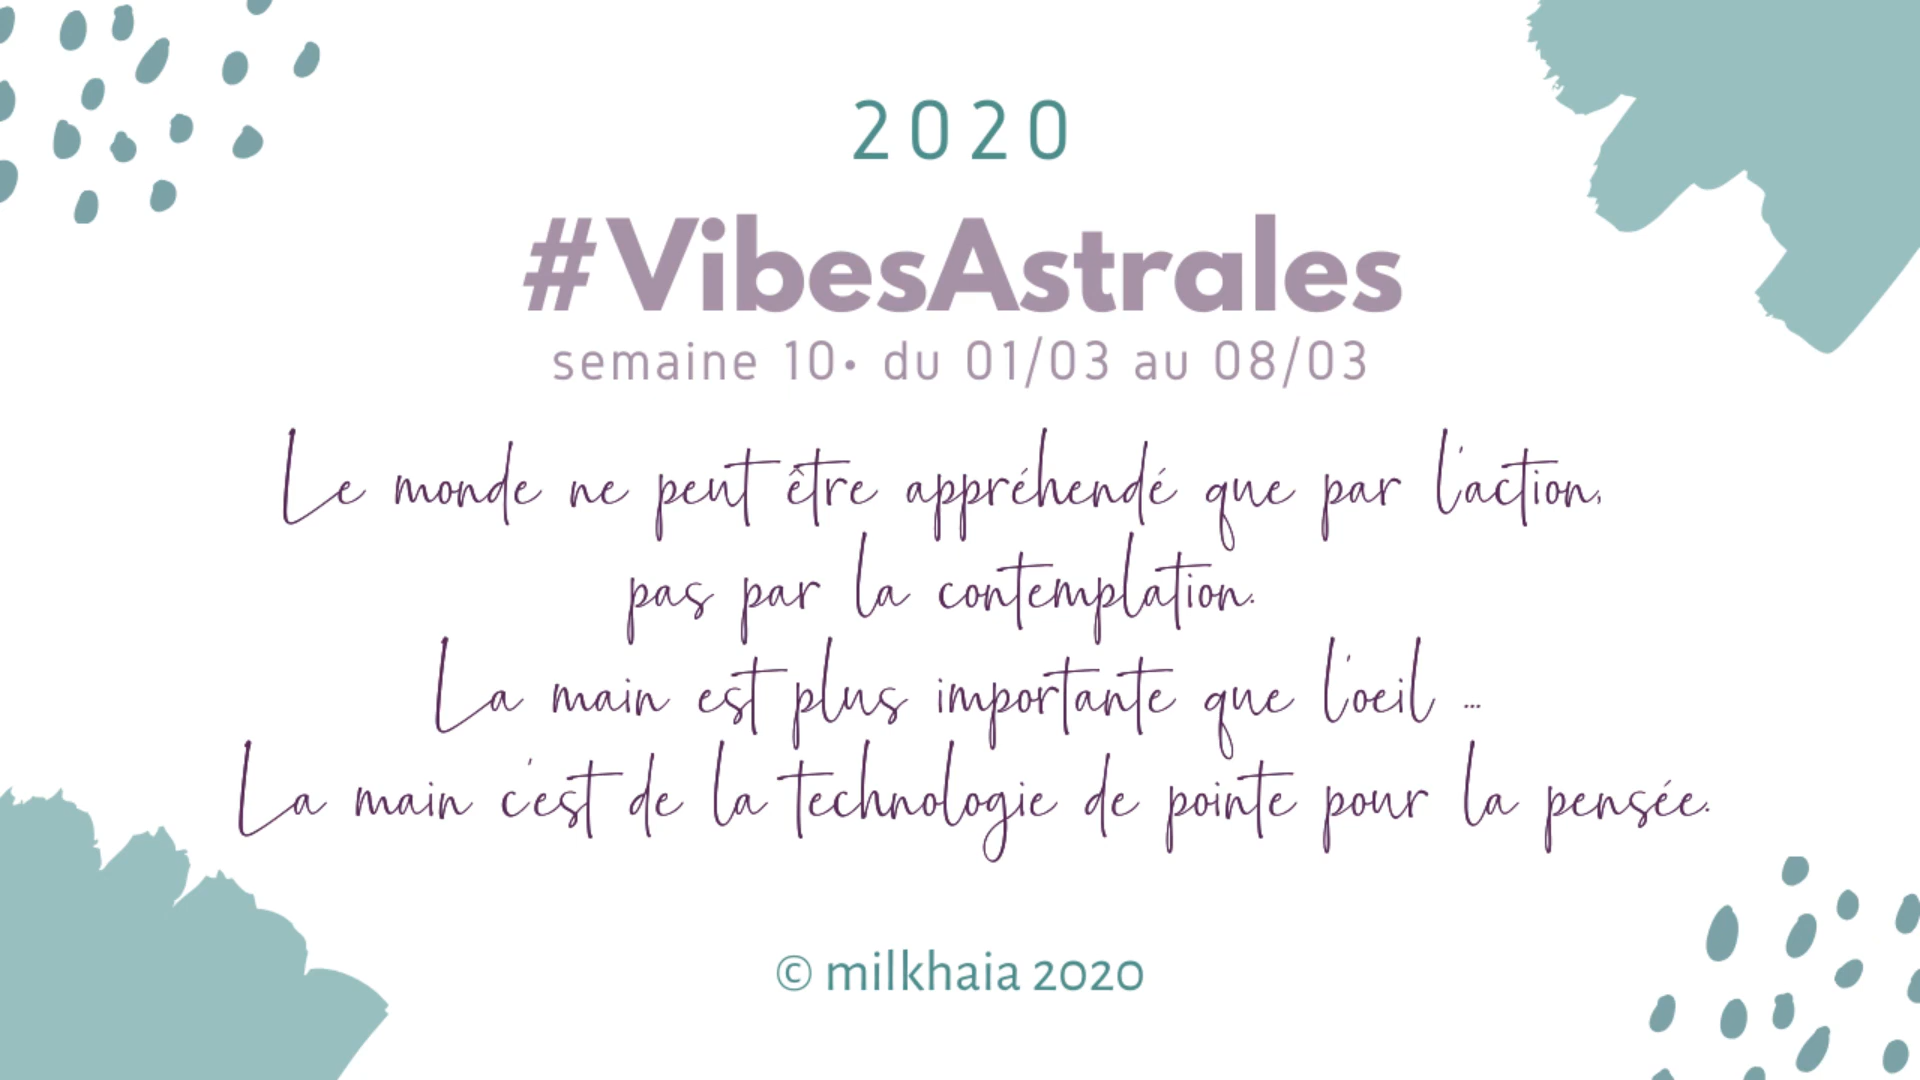 2020
#VibesAstrales
semaine 10• du 01/03 au 08/03
Le monde ne peut être appréhendé que par l'action,
pas par la contemplation.
La main est plus importante que l'oeil ...
La main c'est de la technologie de pointe pour la pensée.
© milkhaia 2020